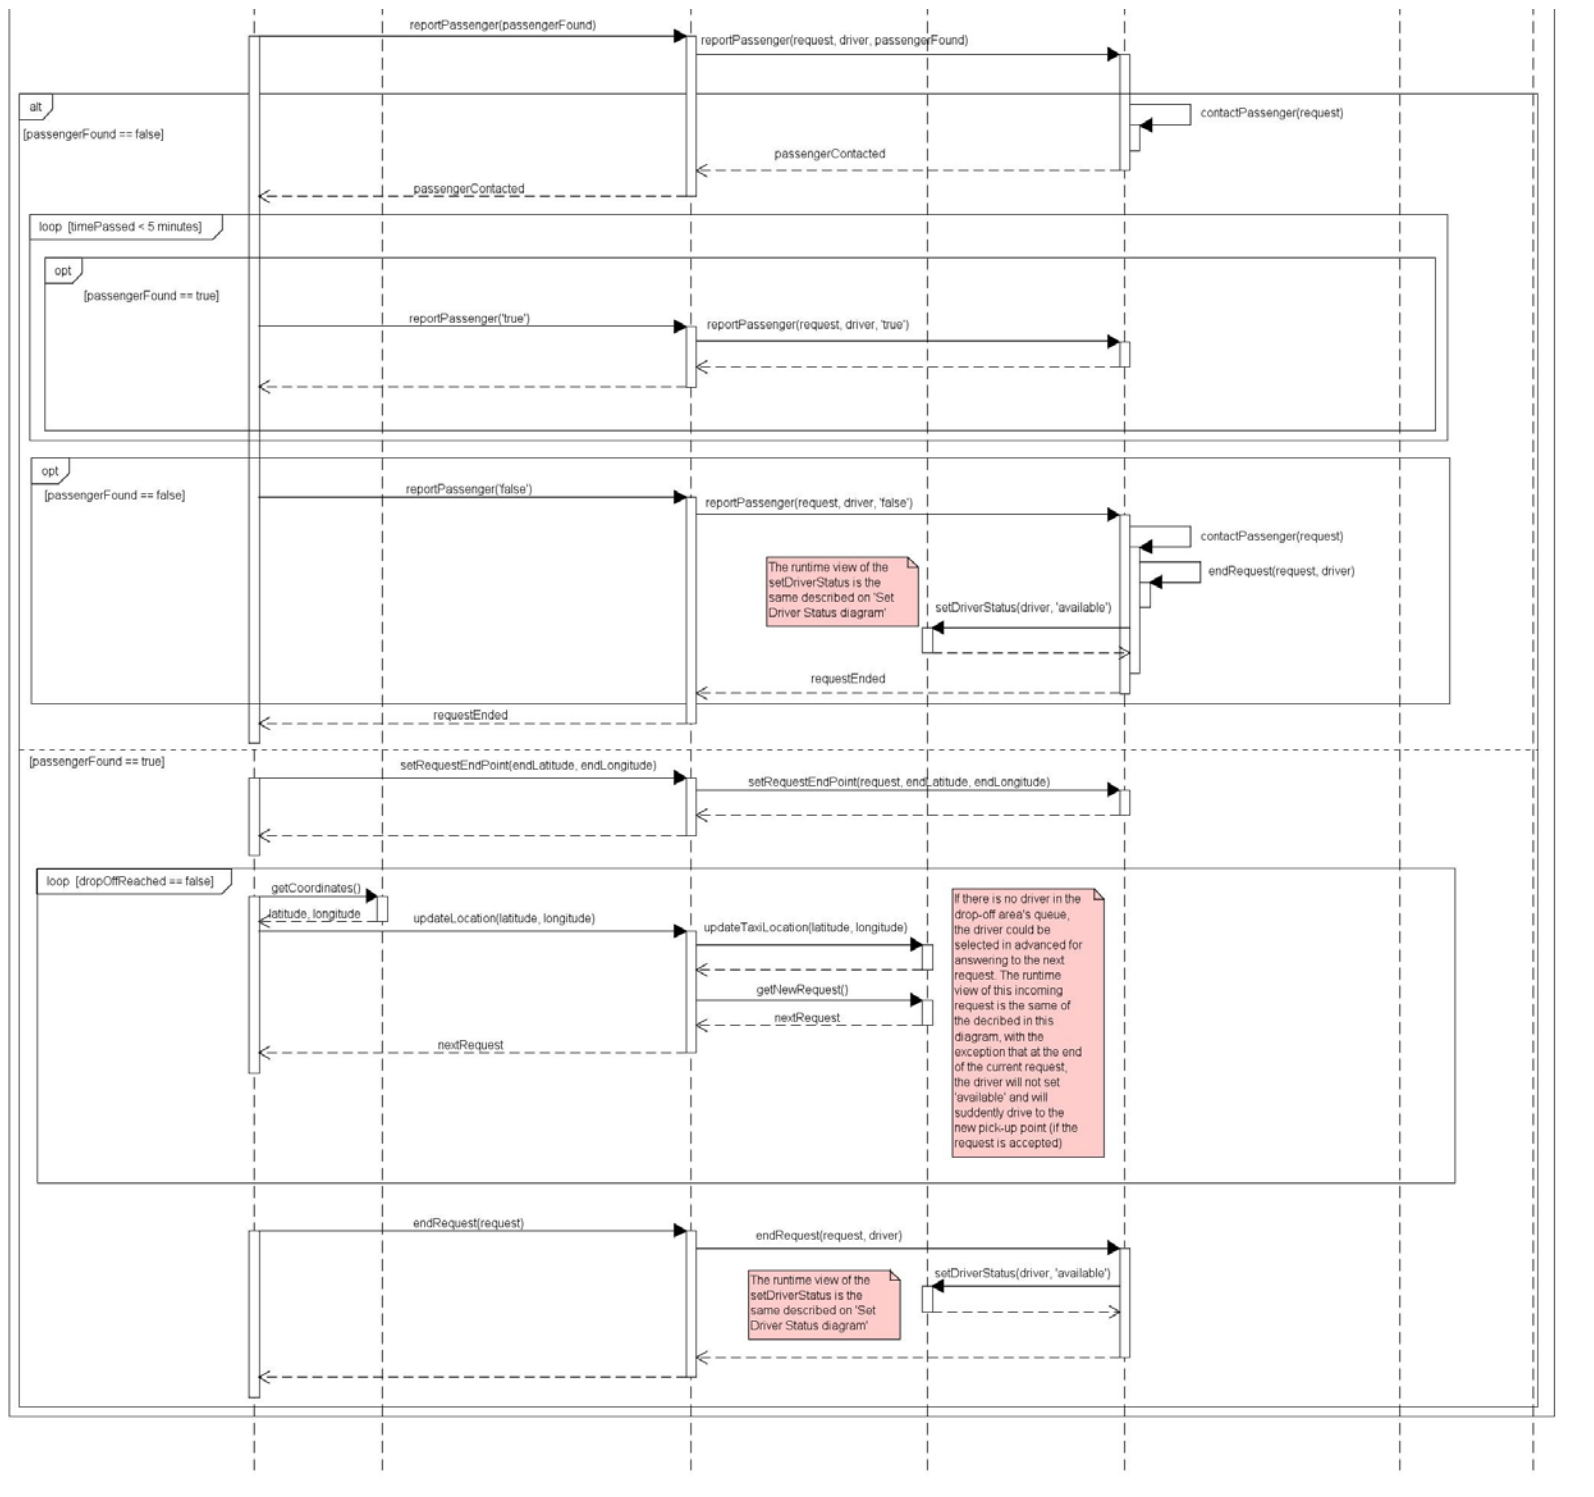 reportPassenger(passengerFound)
reportPassenger(request, driver, passengerFound)
alt
[passengerFound == false]
contactPassenger(request)
passengerContacted
passengerContacted
loop [timePassed < 5 minutes]
opt
[passengerFound == true]
reportPassenger('true')
reportPassenger(request, driver, 'true')
opt
[passengerFound == false]
reportPassenger('false')
reportPassenger(request, driver, 'false')
contactPassenger(request)
endRequest(request, driver)
The runtime view of the
setDriverStatus is the
same described on 'Set
Driver Status diagram'
setDriverStatus(driver, 'available')
requestEnded
requestEnded
[passengerFound == true]
setRequestEndPoint(endLatitude, endLongitude)
setRequestEndPoint(request, endLatitude, endLongitude)
loop [dropOffReached == false]
getCoordinates()
latitude, longitude
updateLocation(latitude, longitude)
updateTaxiLocation(latitude, longitude)
getNewRequest()
nextRequest
nextRequest
If there is no driver in the
drop-off area's queue,
the driver could be
selected in advanced for
answering to the next
request. The runtime
view of this incoming
request is the same of
the decribed in this
diagram, with the
exception that at the end
of the current request,
the driver will not set
'available' and will
suddently drive to the
new pick-up point (if the
request is accepted)
endRequest(request)
endRequest(request, driver)
The runtime view of the
setDriverStatus is the
same described on 'Set
Driver Status diagram'
setDriverStatus(driver, 'available')